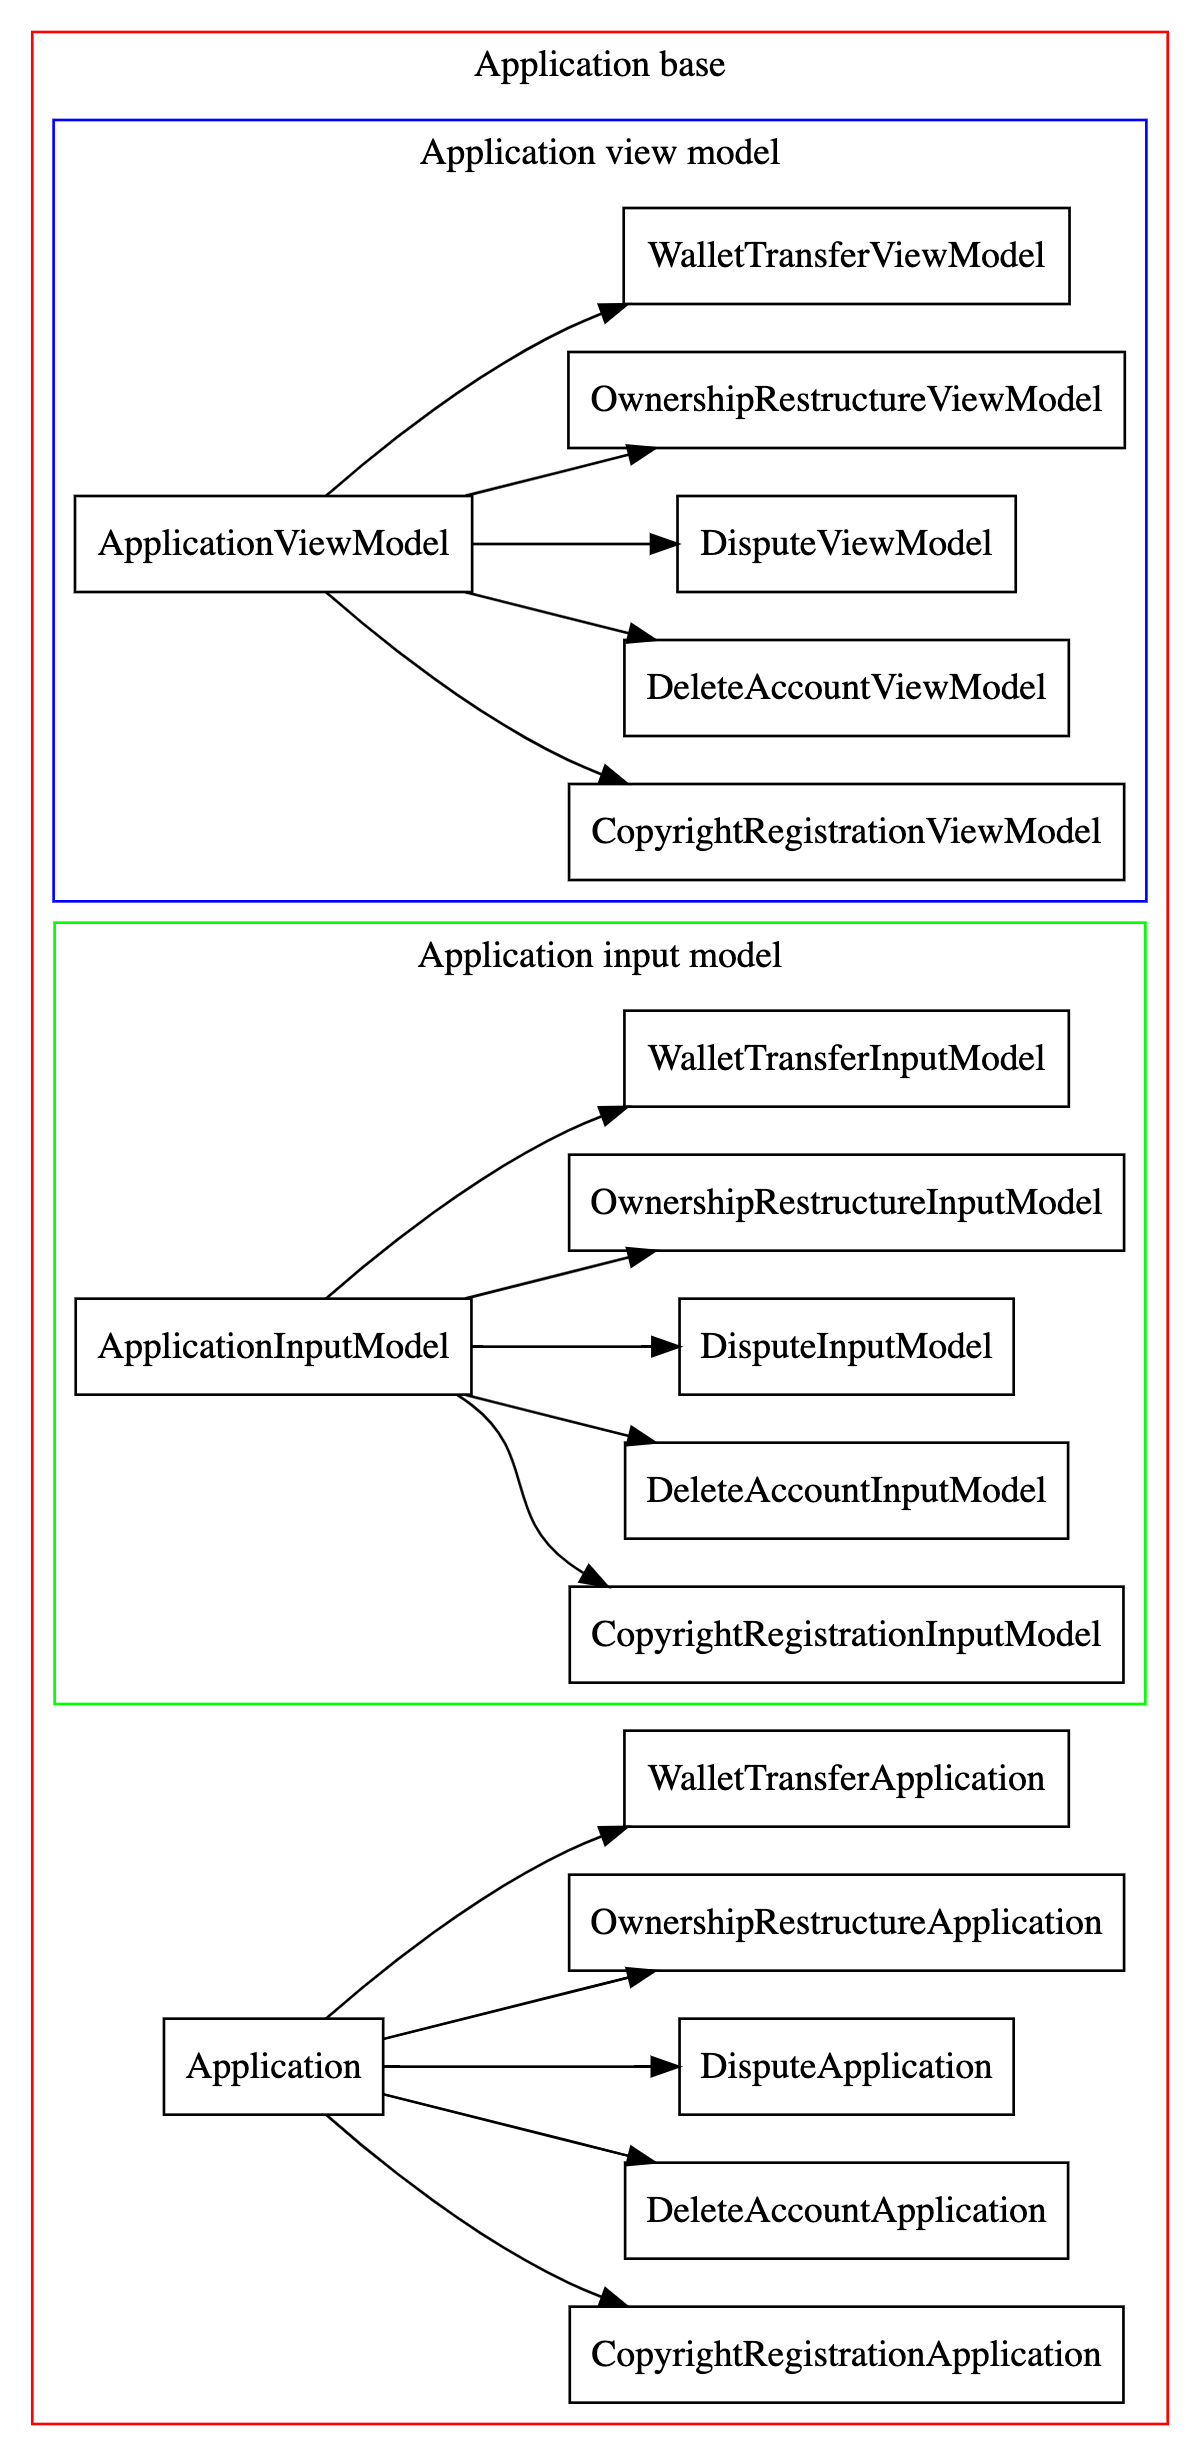 Application base
Application view model
WalletTransferViewModel
OwnershipRestructureViewModel
ApplicationViewModel
DisputeViewModel
DeleteAccountViewModel
CopyrightRegistrationViewModel
Application input model
WalletTransferInputModel
OwnershipRestructureInputModel
ApplicationInputModel
DisputeInputModel
DeleteAccountInputModel
CopyrightRegistrationInputModel
WalletTransferApplication
OwnershipRestructureApplication
Application
DisputeApplication
DeleteAccountApplication
CopyrightRegistrationApplication